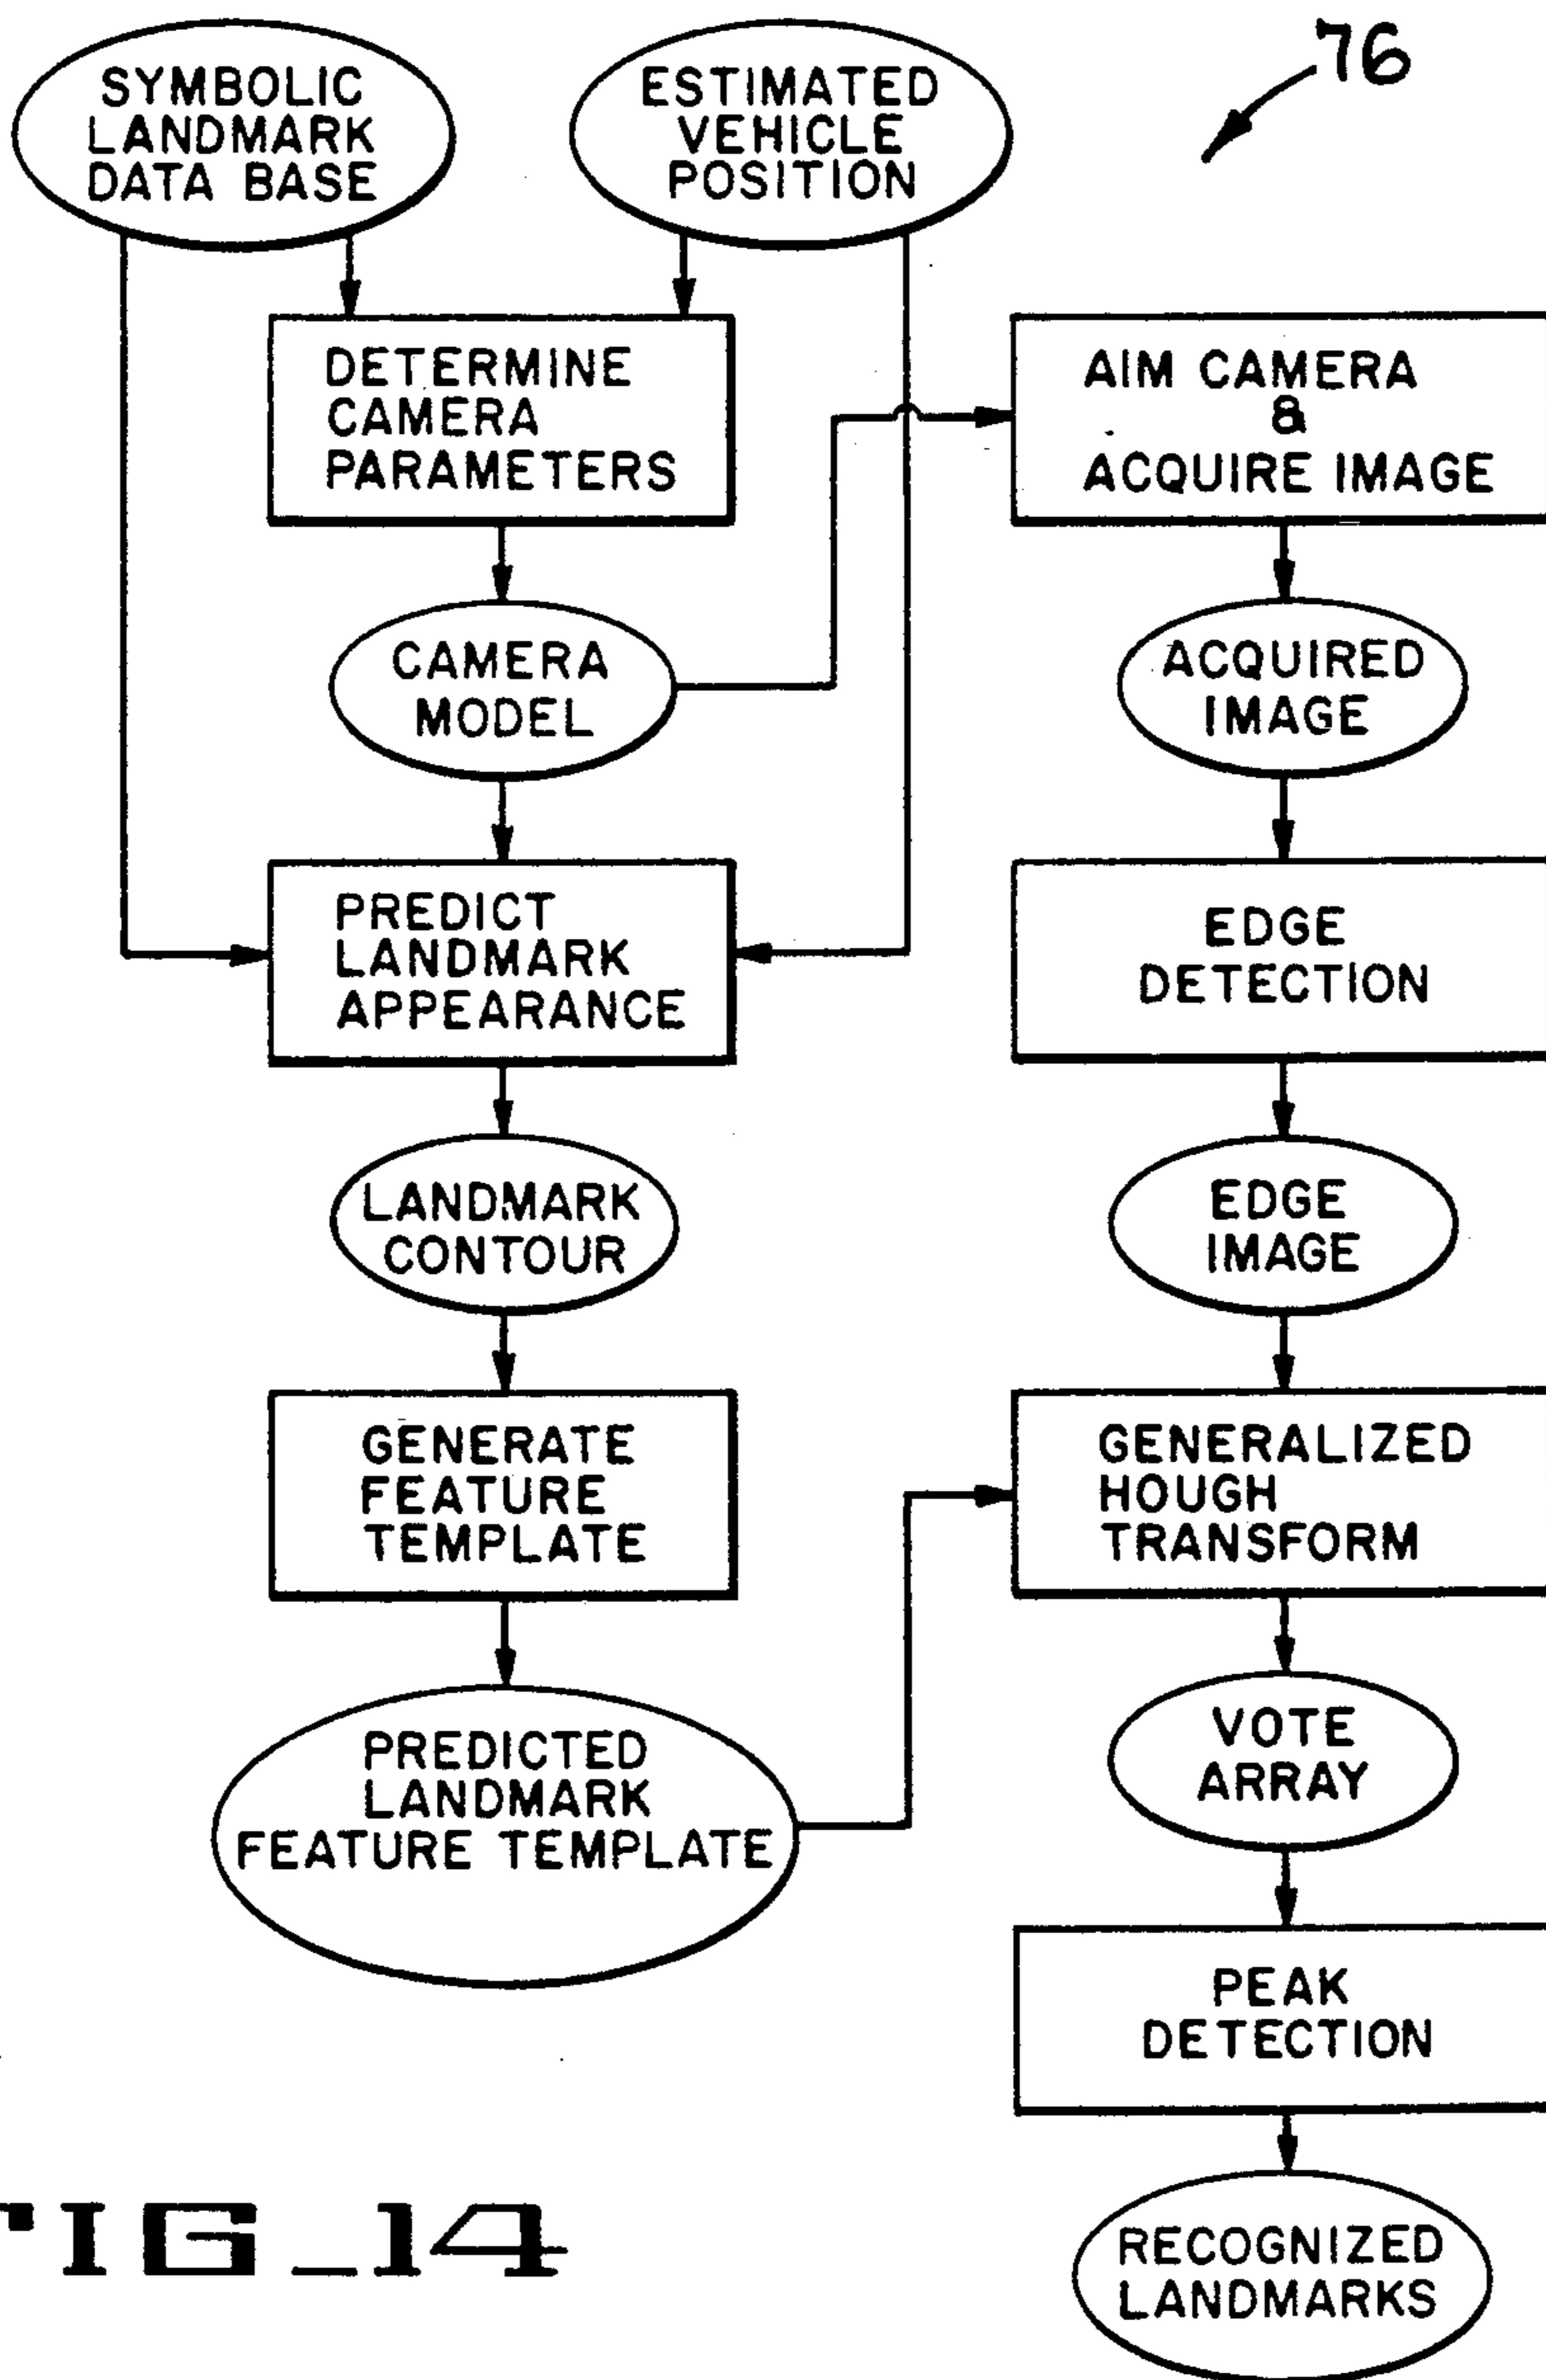 SYMBOLIC
LANDMARK
DATA BASE
ESTIMATED
VEHICLE
POSITION
76
DETERMINE
CAMERA
PARAMETERS
AIM CAMERA
&
ACQUIRE IMAGE
CAMERA
MODEL
ACQUIRED
IMAGE
PREDICT
LANDMARK
APPEARANCE
EDGE
DETECTION
LANDMARK
CONTOUR
EDGE
IMAGE
GENERATE
FEATURE
TEMPLATE
GENERALIZED
HOUGH
TRANSFORM
PREDICTED
LANDMARK
FEATURE TEMPLATE
VOTE
ARRAY
PEAK
DETECTION
RECOGNIZED
LANDMARKS
FIG_14